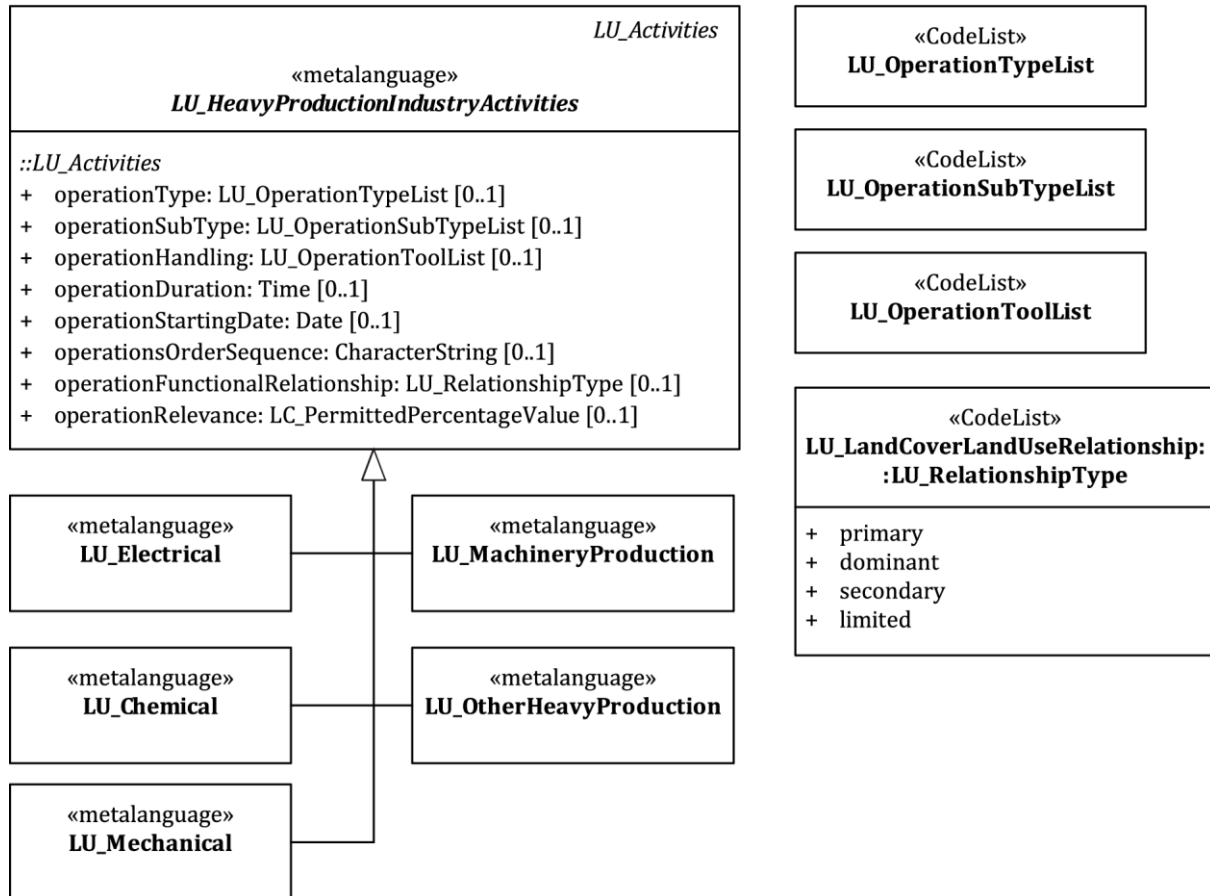 LU_Activities
«metalanguage»
LU_HeavyProductionIndustryActivities
::LU_Activities
+ operationType: LU_OperationTypeList [0..1]
+ operationSubType: LU_OperationSubTypeList [0..1]
+ operationHandling: LU_OperationToolList [0..1]
+ operationDuration: Time [0..1]
+ operationStartingDate: Date [0..1]
+ operationsOrderSequence: CharacterString [0..1]
+ operationFunctionalRelationship: LU_RelationshipType [0..1]
+ operationRelevance: LC_PermittedPercentageValue [0..1]
«metalanguage»
LU_Electrical
«metalanguage»
LU_MachineryProduction
«metalanguage»
LU_Chemical
«metalanguage»
LU_OtherHeavyProduction
«metalanguage»
LU_Mechanical
«CodeList»
LU_OperationTypeList
«CodeList»
LU_OperationSubTypeList
«CodeList»
LU_OperationToolList
«CodeList»
LU_LandCoverLandUseRelationship:
:LU_RelationshipType
+ primary
+ dominant
+ secondary
+ limited